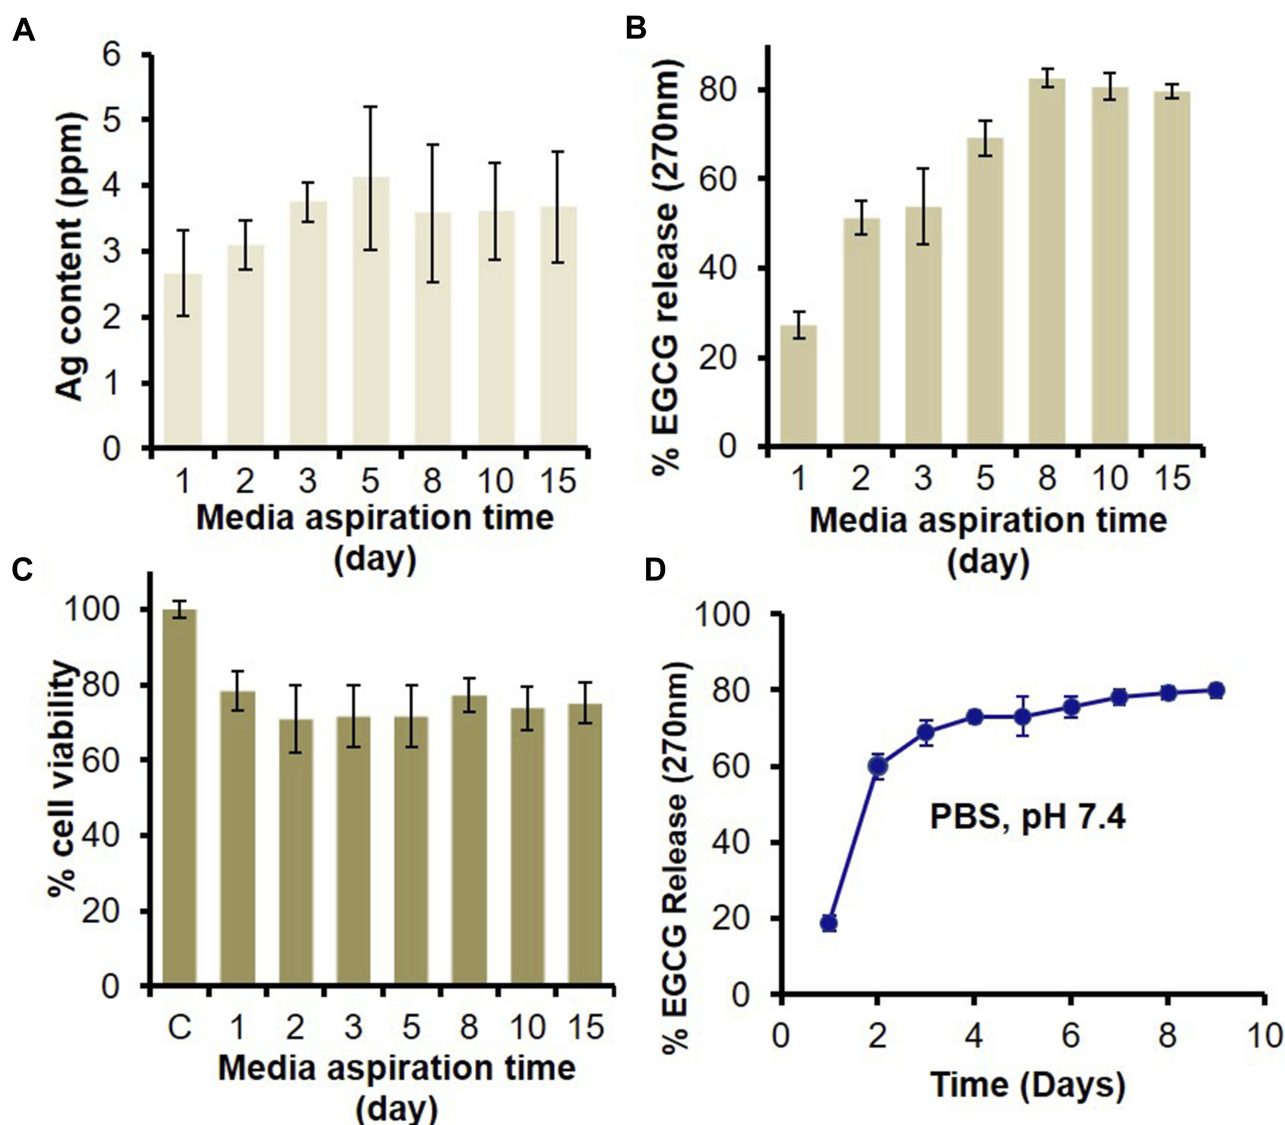 A
Ag content (ppm)
6
5
4
3
2
1
0
1 2 3 5 8 10 15
Media aspiration time
(day)
B
% EGCG release (270nm)
80
60
40
20
0
1 2 3 5 8 10 15
Media aspiration time
(day)
C
% cell viability
100
80
60
40
20
0
C 1 2 3 5 8 10 15
Media aspiration time
(day)
D
% EGCG Release (270nm)
100
80
60
40
20
0
PBS, pH 7.4
0 2 4 6 8 10
Time (Days)